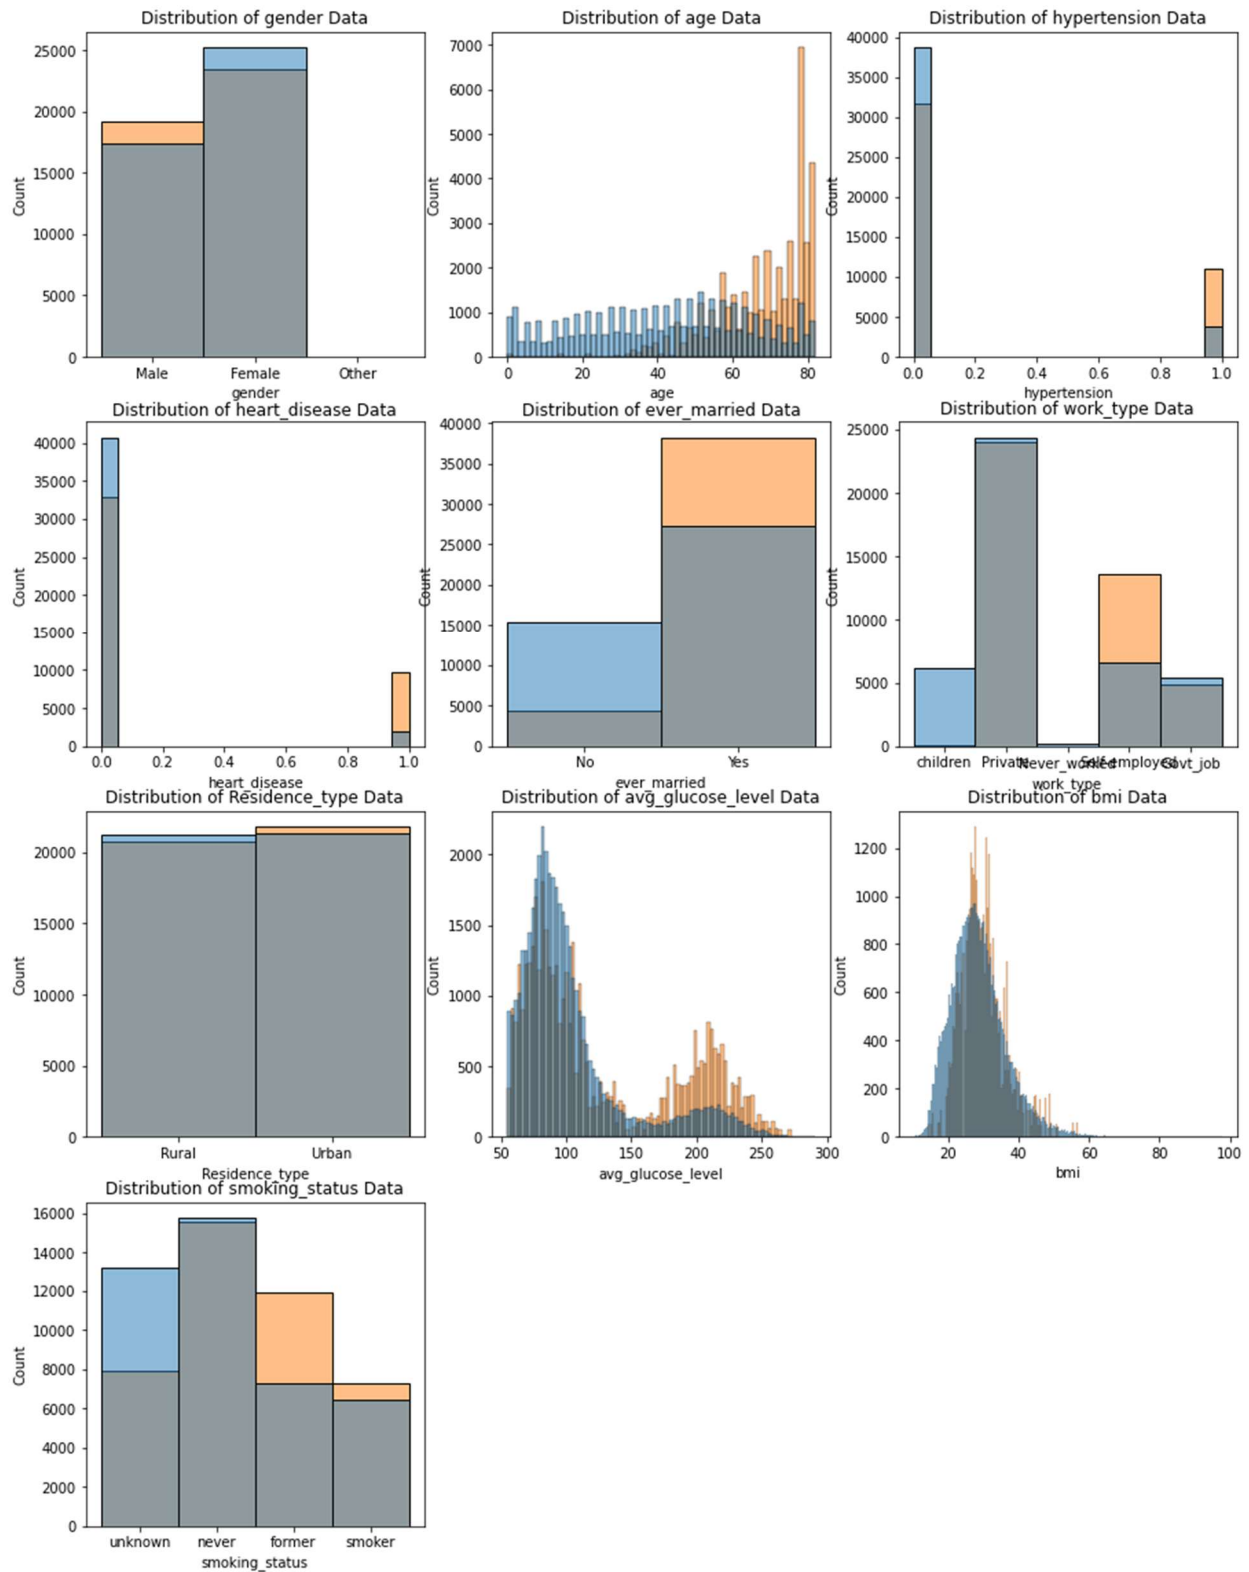 Distribution of gender Data
25000
20000
15000
10000
5000
0
Count
Male Female Other
gender
Distribution of age Data
7000
6000
5000
4000
3000
2000
1000
0
Count
0 20 40 60 80
age
Distribution of hypertension Data
40000
35000
30000
25000
20000
15000
10000
5000
0
Count
0.0 0.2 0.4 0.6 0.8 1.0
hypertension
Distribution of heart_disease Data
40000
35000
30000
25000
20000
15000
10000
5000
0
Count
0.0 0.2 0.4 0.6 0.8 1.0
heart_disease
Distribution of ever_married Data
40000
35000
30000
25000
20000
15000
10000
5000
0
Count
No Yes
ever_married
Distribution of work_type Data
25000
20000
15000
10000
5000
0
Count
children Private Never_worked Self-employed Govt_job
work_type
Distribution of Residence_type Data
20000
15000
10000
5000
0
Count
Rural Urban
Residence_type
Distribution of avg_glucose_level Data
2000
1500
1000
500
0
Count
50 100 150 200 250 300
avg_glucose_level
Distribution of bmi Data
1200
1000
800
600
400
200
0
Count
20 40 60 80 100
bmi
Distribution of smoking_status Data
16000
14000
12000
10000
8000
6000
4000
2000
0
Count
unknown never former smoker
smoking_status